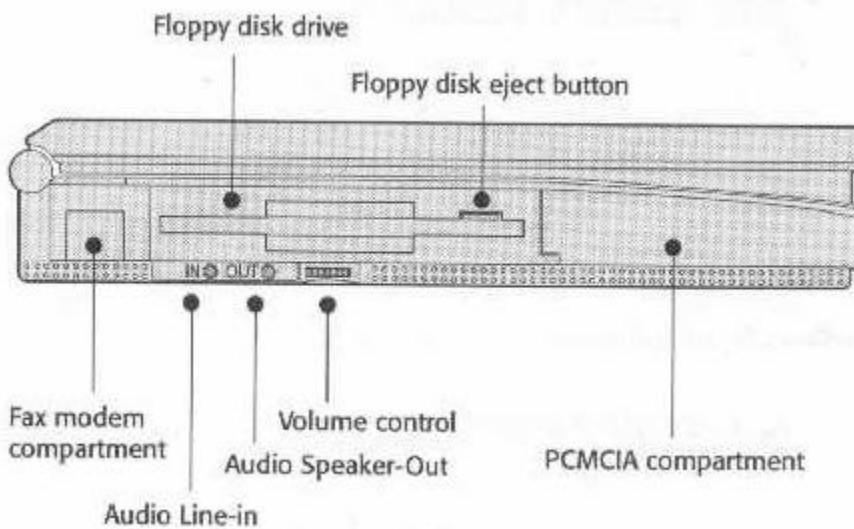 Floppy disk drive
Floppy disk eject button
IN OUT
Fax modem
compartment
Volume control
Audio Speaker-Out
PCMCIA compartment
Audio Line-in